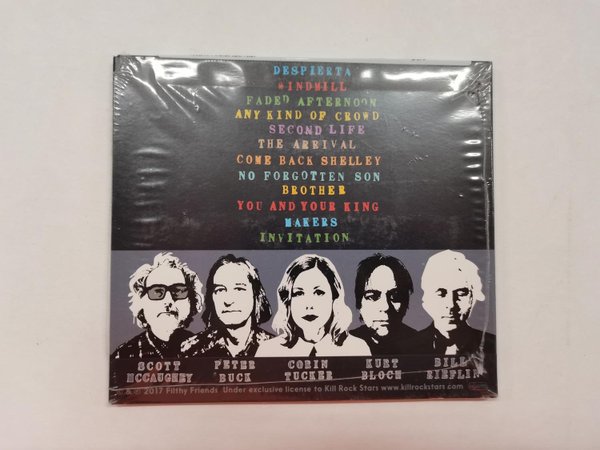 DESPIERTA
WINDMILL
FADED AFTERNOON
ANY KIND OF CROWD
SECOND LIFE
THE ARRIVAL
COME BACK SHELLEY
NO FORGOTTEN SON
BROTHER
YOU AND YOUR KING
MAKERS
INVITATION
SCOTT MCCAUGHEY
PETER BUCK
CORIN TUCKER
KURT BLOCH
BILL RIEFLIN
& ℗ 2017 Filthy Friends Under exclusive license to Kill Rock Stars www.killrockstars.com